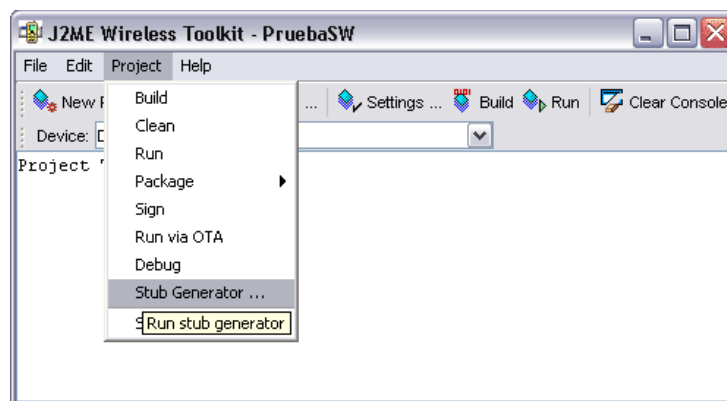 J2ME Wireless Toolkit - PruebaSW
File Edit Project Help
New ... Settings ... Build Run Clear Console
Device:
Project
Build
Clean
Run
Package
Sign
Run via OTA
Debug
Stub Generator ...
Run stub generator